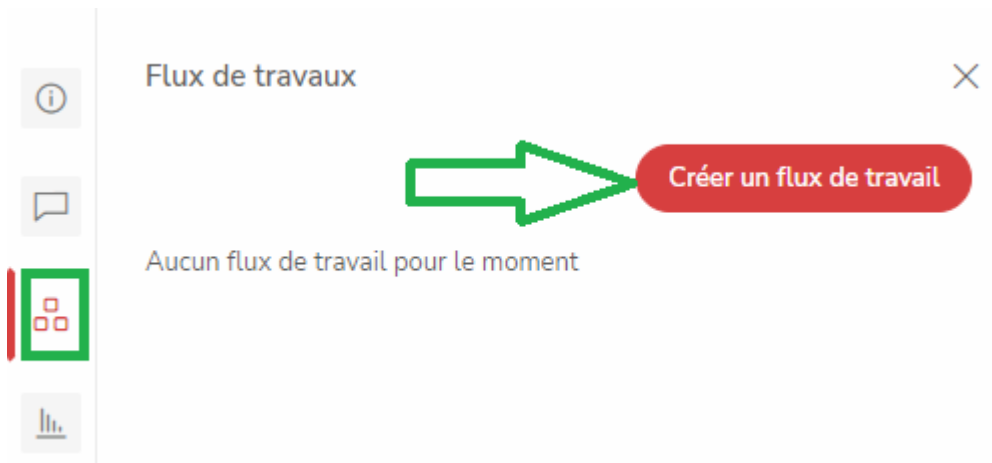 Flux de travaux
Créer un flux de travail
Aucun flux de travail pour le moment